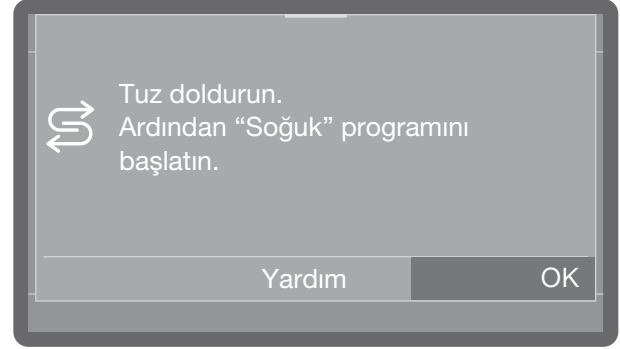 Tuz doldurun.
Ardından “Soğuk” programını
başlatın.
Yardım OK